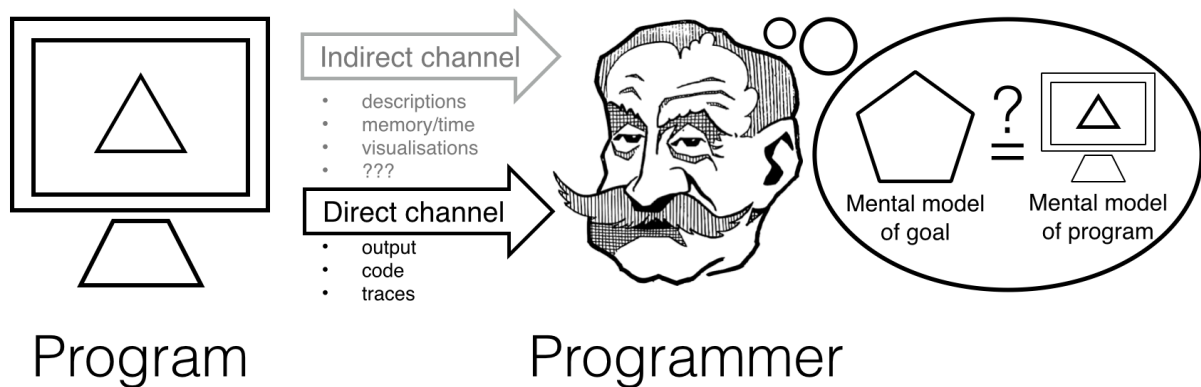 Indirect channel
• descriptions
• memory/time
• visualisations
• ???
Direct channel
• output
• code
• traces
?
=
Mental model
of goal
Mental model
of program
Program
Programmer